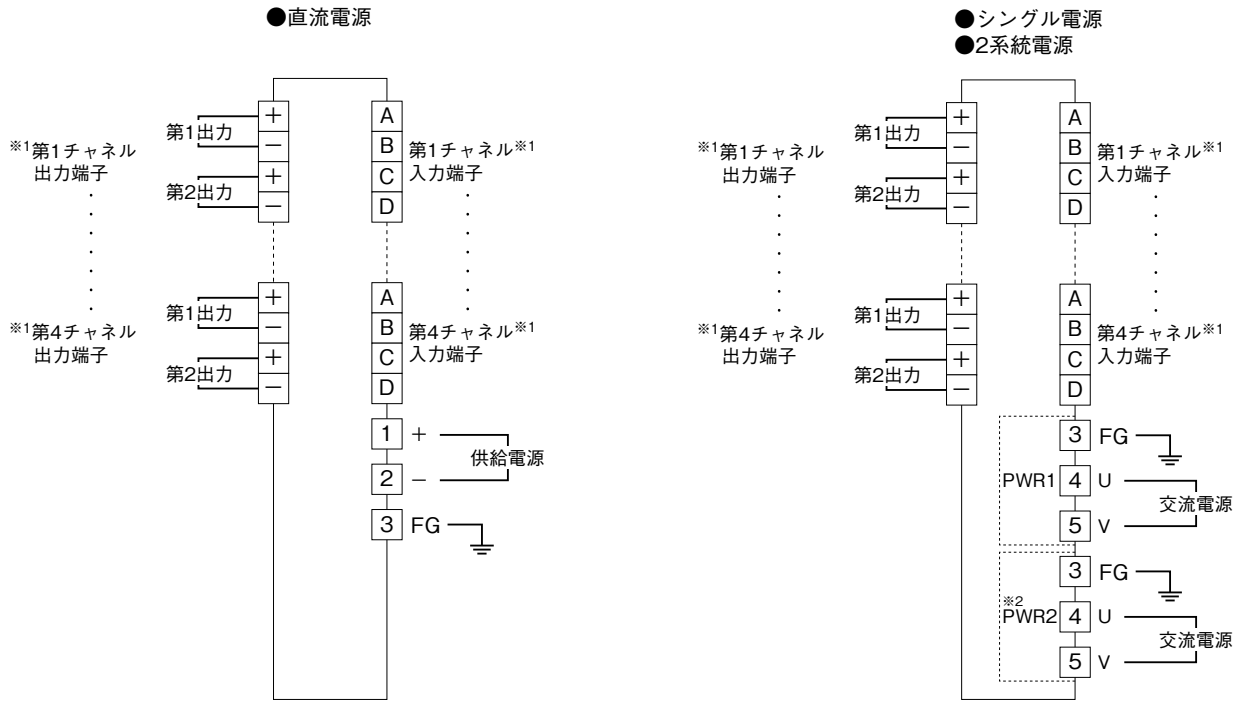 ●直流電源
第1出力
+
−
第2出力
+
−
※1第1チャネル
出力端子
A
B
C
D
第1チャネル※1
入力端子
第1出力
+
−
第2出力
+
−
※1第4チャネル
出力端子
A
B
C
D
第4チャネル※1
入力端子
1 +
2 −
供給電源
3 FG
●シングル電源
●2系統電源
第1出力
+
−
第2出力
+
−
※1第1チャネル
出力端子
A
B
C
D
第1チャネル※1
入力端子
第1出力
+
−
第2出力
+
−
※1第4チャネル
出力端子
A
B
C
D
第4チャネル※1
入力端子
PWR1
3 FG
4 U
5 V
交流電源
※2
PWR2
3 FG
4 U
5 V
交流電源